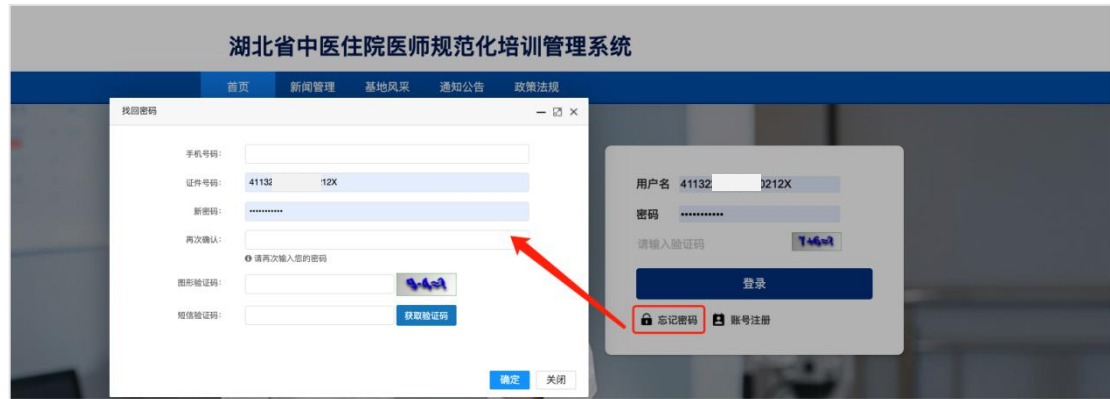 湖北省中医住院医师规范化培训管理系统
首页 新闻管理 基地风采 通知公告 政策法规
找回密码
手机号码:
证件号码: 41132 212X
新密码: •••••••••••
再次确认:
请再次输入您的密码
图形验证码:
短信验证码: 获取验证码
确定 关闭
用户名 41132 0212X
密码 •••••••••••
请输入验证码 7+6=?
登录
忘记密码 账号注册